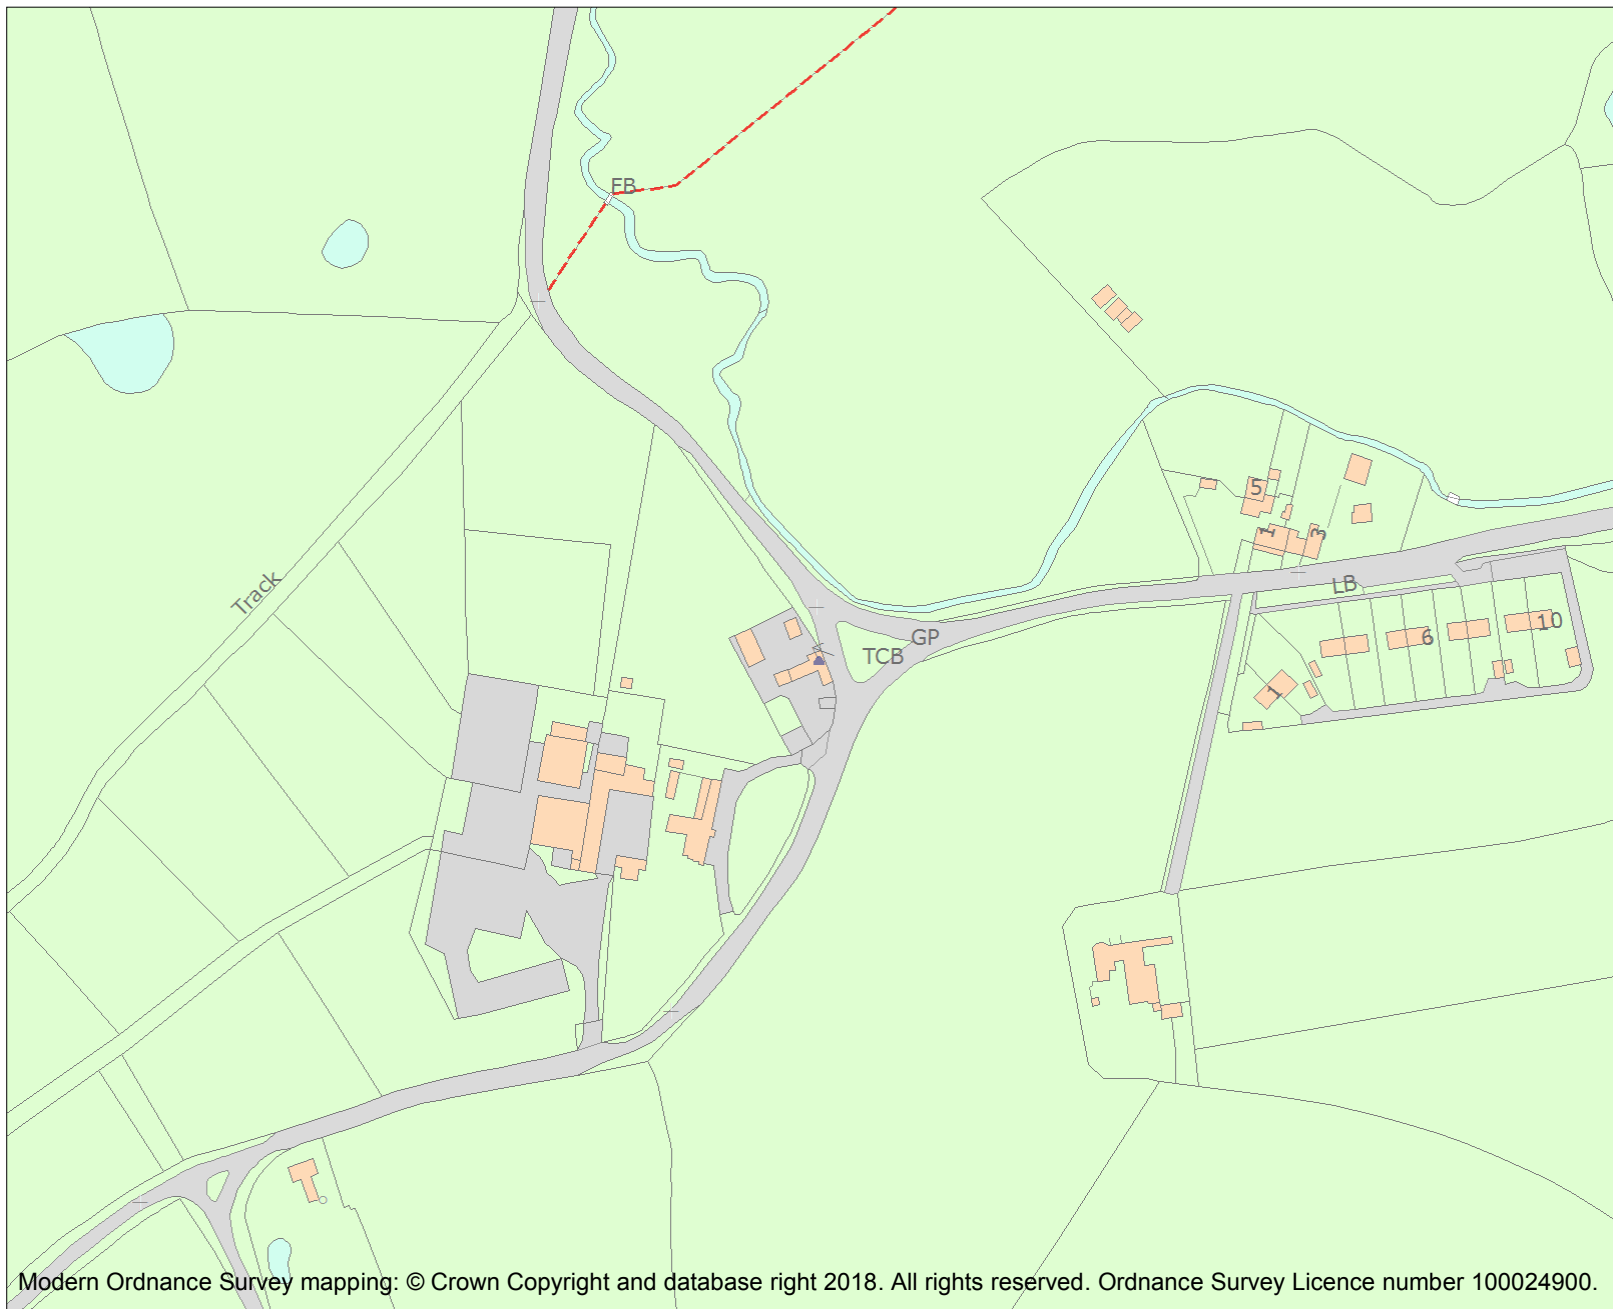 FB
5
1
3
LB
Track
GP
TCB
6
10
1
Modern Ordnance Survey mapping: © Crown Copyright and database right 2018. All rights reserved. Ordnance Survey Licence number 100024900.